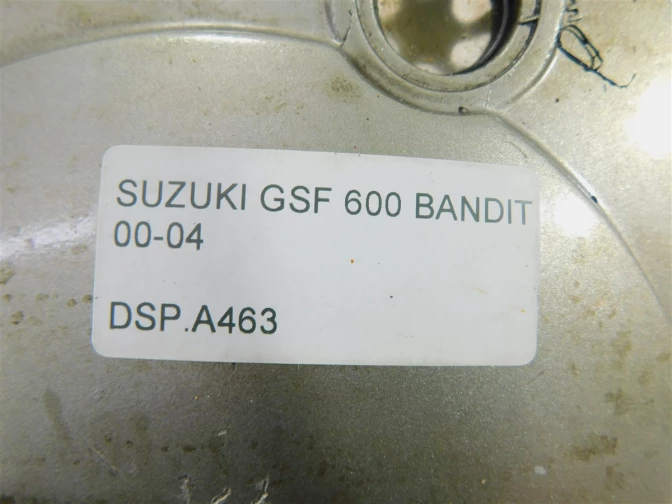 SUZUKI GSF 600 BANDIT
00-04
DSP.A463